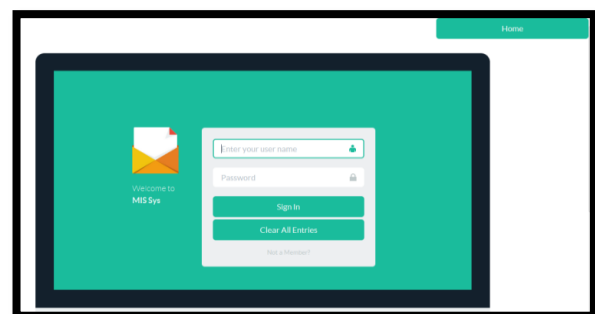 Home
Enter your user name
Password
Welcome to
MIS Sys
Sign In
Clear All Entries
Not a Member?